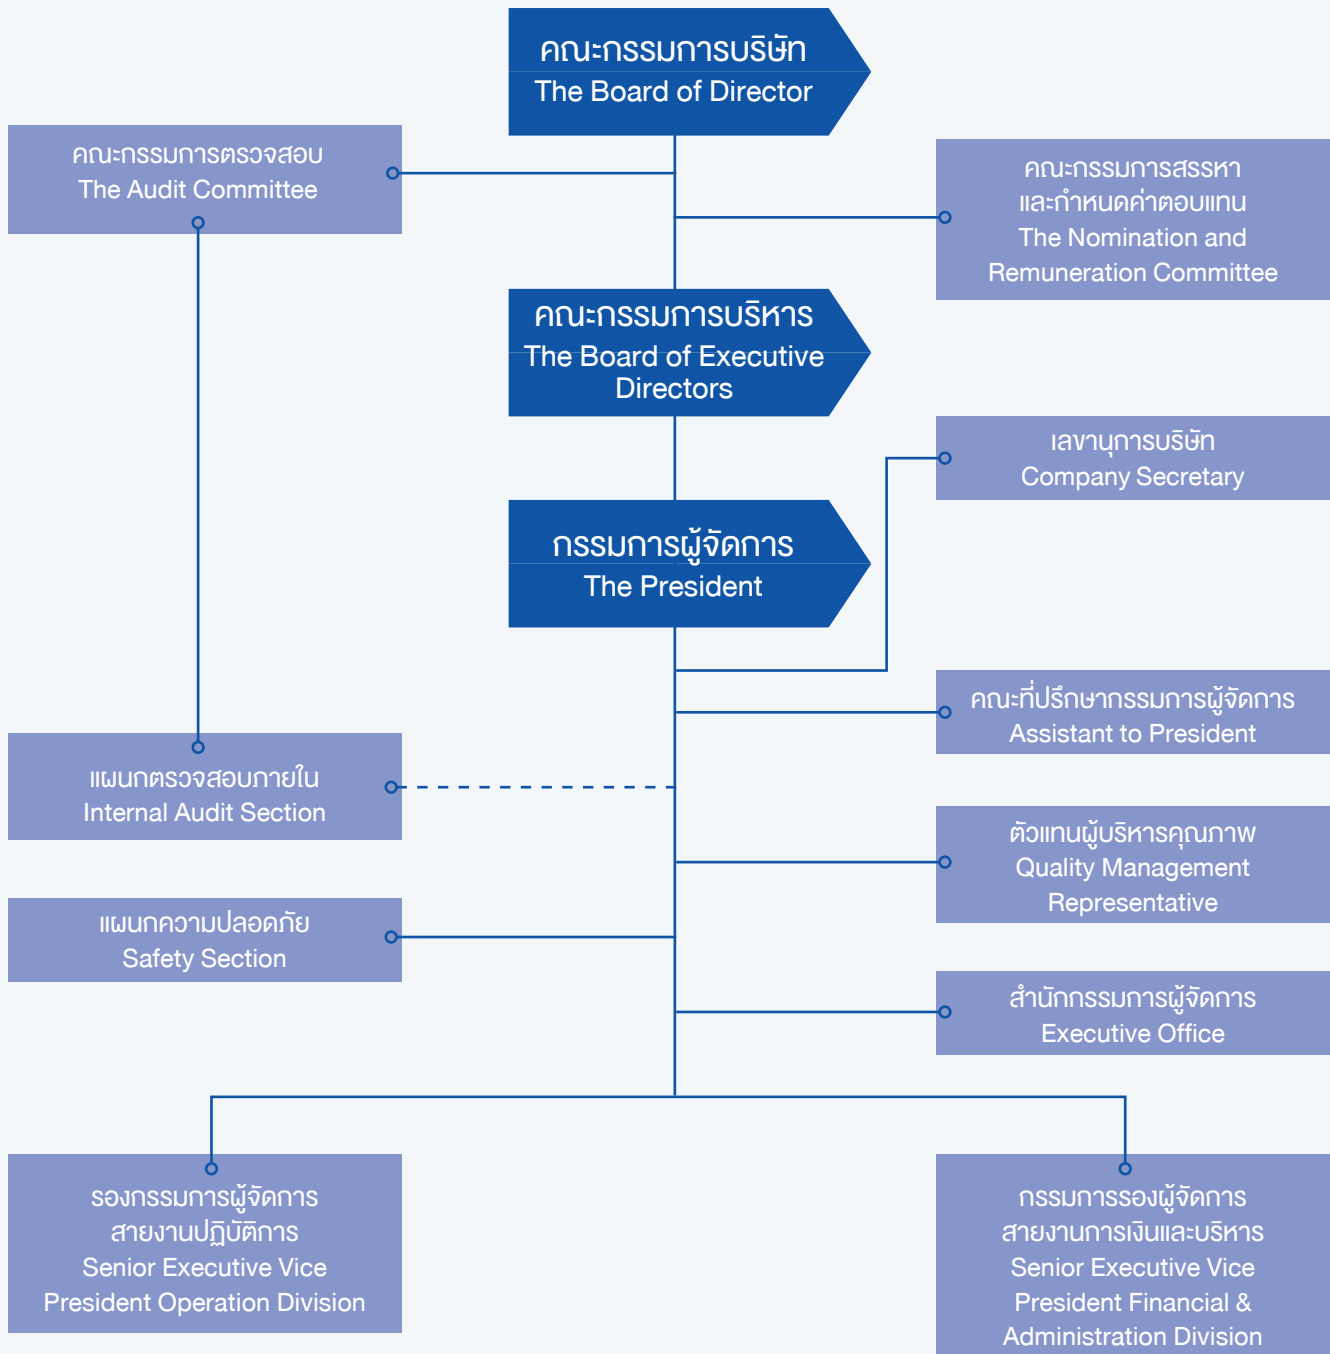 คณะกรรมการบริษัท
The Board of Director
คณะกรรมการตรวจสอบ
The Audit Committee
คณะกรรมการสรรหา
และกำหนดค่าตอบแทน
The Nomination and
Remuneration Committee
คณะกรรมการบริหาร
The Board of Executive
Directors
เลขานุการบริษัท
Company Secretary
กรรมการผู้จัดการ
The President
คณะที่ปรึกษากรรมการผู้จัดการ
Assistant to President
แผนกตรวจสอบภายใน
Internal Audit Section
ตัวแทนผู้บริหารคุณภาพ
Quality Management
Representative
แผนกความปลอดภัย
Safety Section
สำนักกรรมการผู้จัดการ
Executive Office
รองกรรมการผู้จัดการ
สายงานปฏิบัติการ
Senior Executive Vice
President Operation Division
กรรมการรองผู้จัดการ
สายงานการเงินและบริหาร
Senior Executive Vice
President Financial &
Administration Division